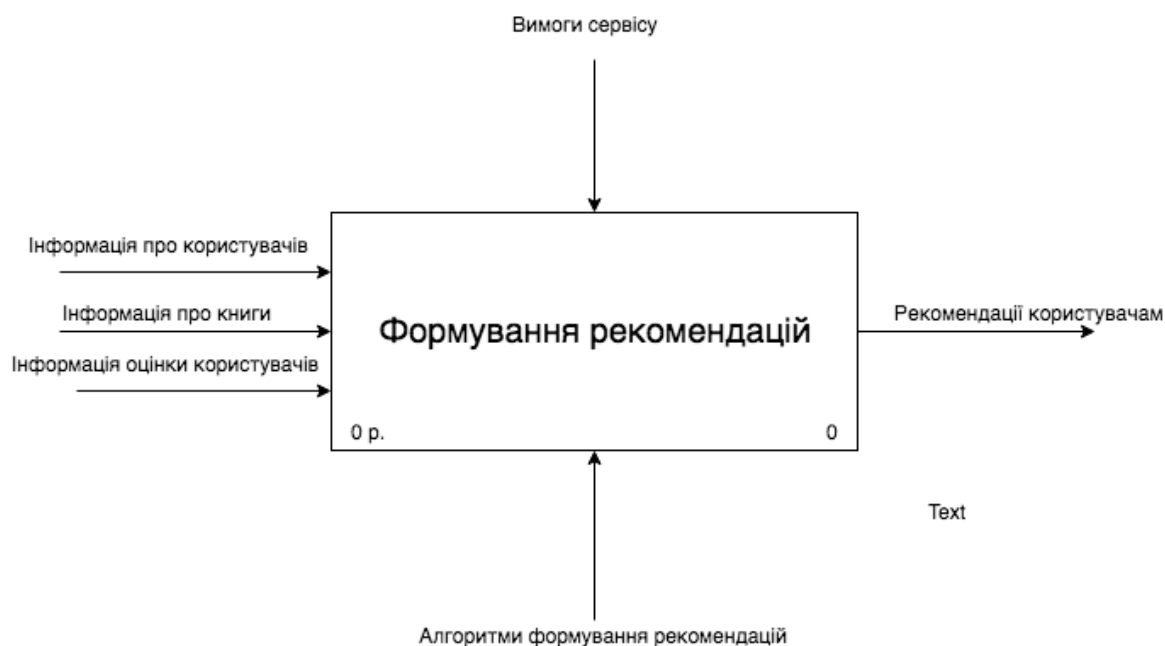 Вимоги сервісу
Інформація про користувачів
Інформація про книги
Інформація оцінки користувачів
Формування рекомендацій
Рекомендації користувачам
0 р.
0
Text
Алгоритми формування рекомендацій